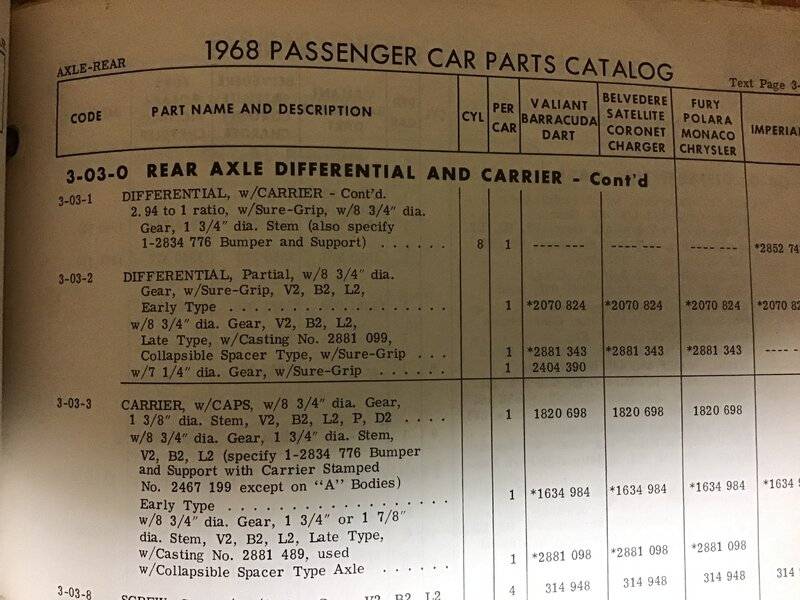 1968 PASSENGER CAR PARTS CATALOG
AXLE-REAR
Text Page 3-
CODE PART NAME AND DESCRIPTION CYL PER CAR VALIANT BARRACUDA DART BELVEDERE SATELLITE CORONET CHARGER FURY POLARA MONACO CHRYSLER IMPERIAL
3-03-0 REAR AXLE DIFFERENTIAL AND CARRIER - Cont'd
3-03-1 DIFFERENTIAL, w/CARRIER - Cont'd.
2.94 to 1 ratio, w/Sure-Grip, w/8 3/4" dia.
Gear, 1 3/4" dia. Stem (also specify
1-2834 776 Bumper and Support) . . . . . . 8 1 ---- --- ---- --- ---- --- *2852 74
3-03-2 DIFFERENTIAL, Partial, w/8 3/4" dia.
Gear, w/Sure-Grip, V2, B2, L2,
Early Type . . . . . . . . . . . . . . . . . . 1 *2070 824 *2070 824 *2070 824 *2070 82
w/8 3/4" dia. Gear, V2, B2, L2,
Late Type, w/Casting No. 2881 099,
Collapsible Spacer Type, w/Sure-Grip . . . 1 *2881 343 *2881 343 *2881 343 ---- -
w/7 1/4" dia. Gear, w/Sure-Grip . . . . . . 1 2404 390
3-03-3 CARRIER, w/CAPS, w/8 3/4" dia. Gear,
1 3/8" dia. Stem, V2, B2, L2, P, D2 . . . . 1 1820 698 1820 698 1820 698
w/8 3/4" dia. Gear, 1 3/4" dia. Stem,
V2, B2, L2 (specify 1-2834 776 Bumper
and Support with Carrier Stamped
No. 2467 199 except on "A" Bodies)
Early Type . . . . . . . . . . . . . . . . . . 1 *1634 984 *1634 984 *1634 984 *1634
w/8 3/4" dia. Gear, 1 3/4" or 1 7/8"
dia. Stem, V2, B2, L2, Late Type,
w/Casting No. 2881 489, used
w/Collapsible Spacer Type Axle . . . . . 1 *2881 098 *2881 098 *2881 098
3-03-8 4 314 948 314 948 314 948 314 948